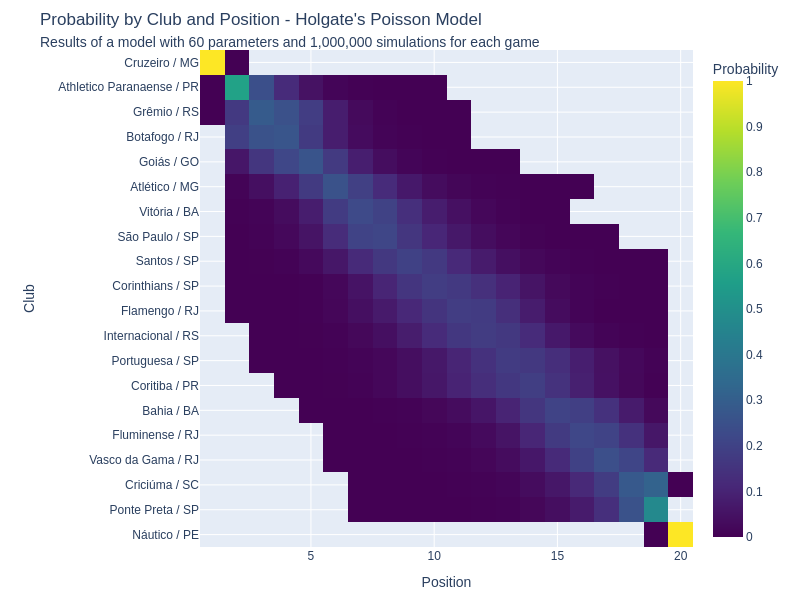 Probability by Club and Position - Holgate's Poisson Model
Results of a model with 60 parameters and 1,000,000 simulations for each game
Probability
Club
Cruzeiro / MG
Athletico Paranaense / PR
Grêmio / RS
Botafogo / RJ
Goiás / GO
Atlético / MG
Vitória / BA
São Paulo / SP
Santos / SP
Corinthians / SP
Flamengo / RJ
Internacional / RS
Portuguesa / SP
Coritiba / PR
Bahia / BA
Fluminense / RJ
Vasco da Gama / RJ
Criciúma / SC
Ponte Preta / SP
Náutico / PE
1
0.9
0.8
0.7
0.6
0.5
0.4
0.3
0.2
0.1
0
5 10 15 20
Position